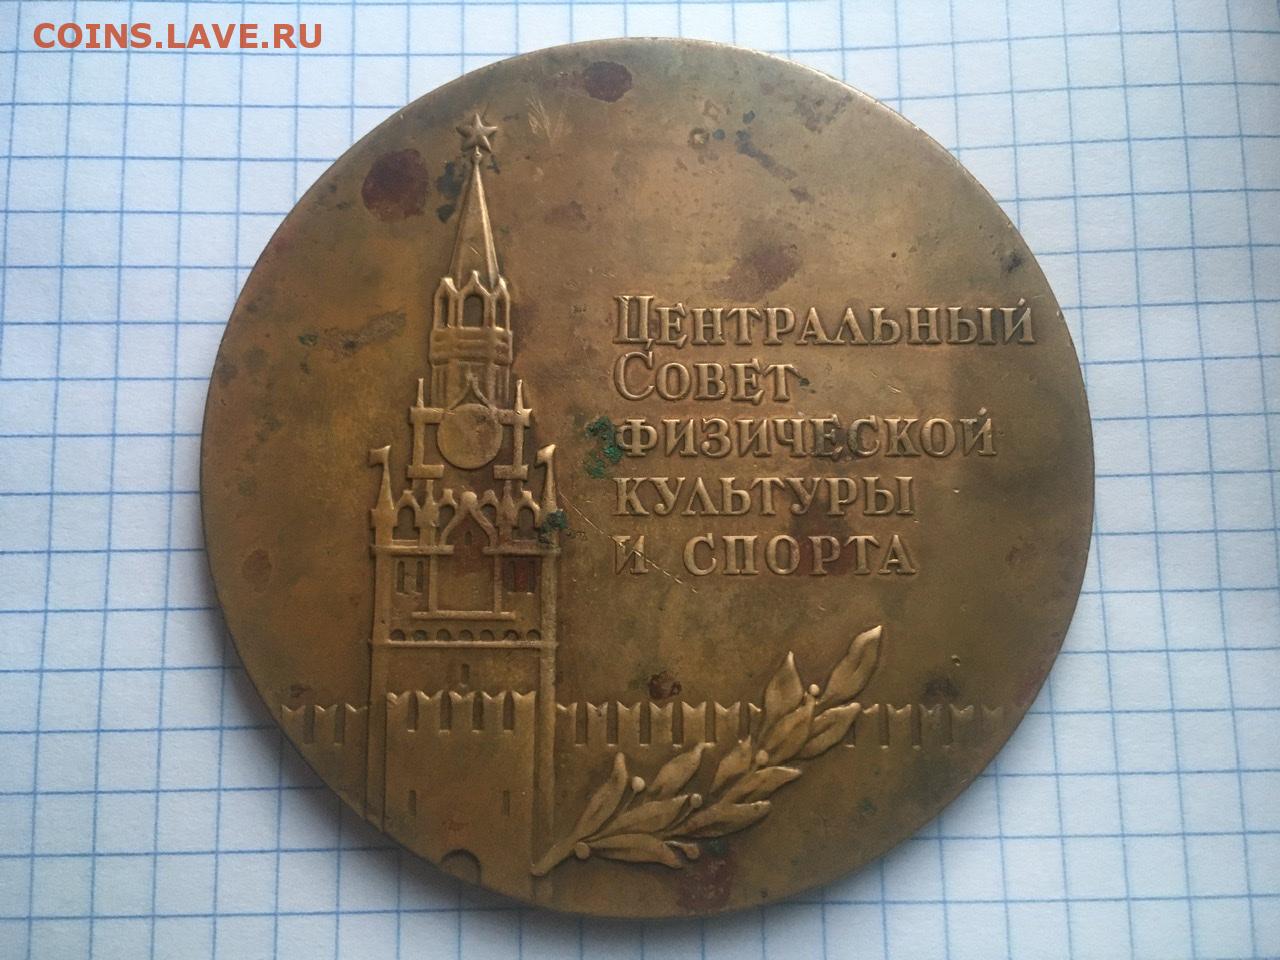 COINS.LAVE.RU
ЦЕНТРАЛЬНЫЙ
СОВЕТ
ФИЗИЧЕСКОЙ
КУЛЬТУРЫ
И СПОРТА